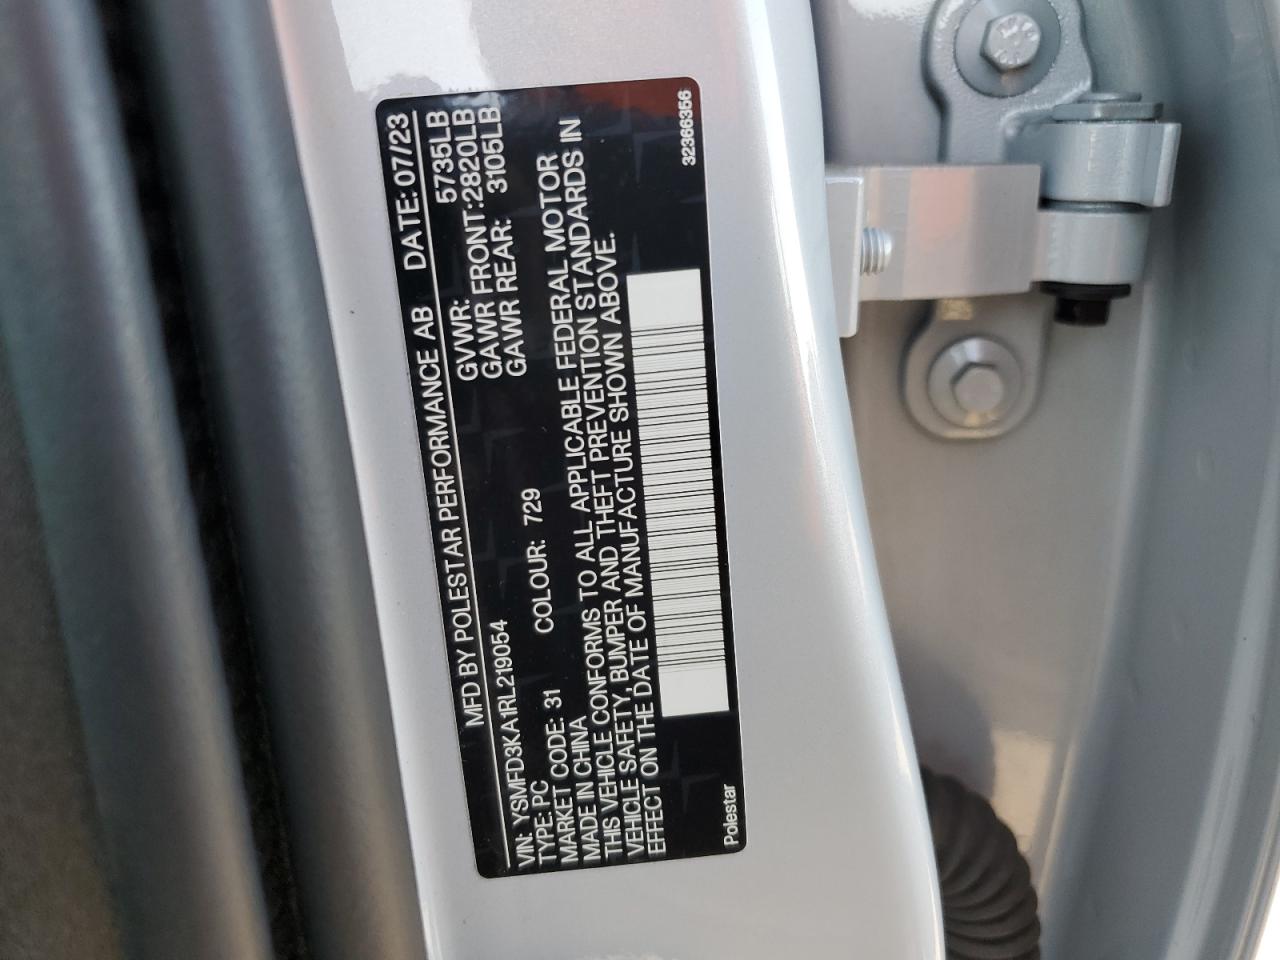 MFD BY POLESTAR PERFORMANCE AB DATE: 07/23
VIN: YSMFD3KA1RL219054 GVWR: 5735LB
TYPE: PC GAWR FRONT: 2820LB
MARKET CODE: 31 COLOUR: 729 GAWR REAR: 3105LB
MADE IN CHINA
THIS VEHICLE CONFORMS TO ALL APPLICABLE FEDERAL MOTOR
VEHICLE SAFETY, BUMPER AND THEFT PREVENTION STANDARDS IN
EFFECT ON THE DATE OF MANUFACTURE SHOWN ABOVE.
Polestar 32366356